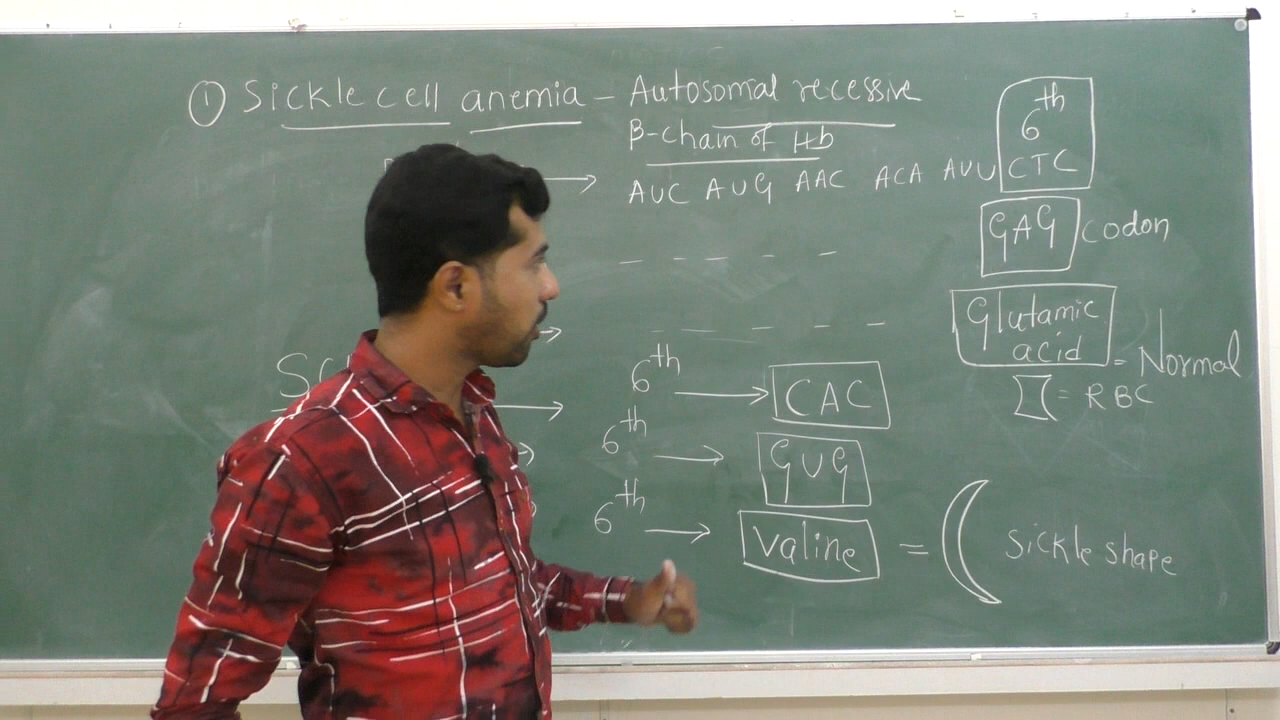 ① Sickle cell anemia – Autosomal recessive
β-chain of Hb
→ AUC AUG AAC ACA AUU
6th
CTC
GAG codon
Glutamic acid = Normal
= RBC
6th → CAC
6th → GUG
6th → Valine = Sickle shape